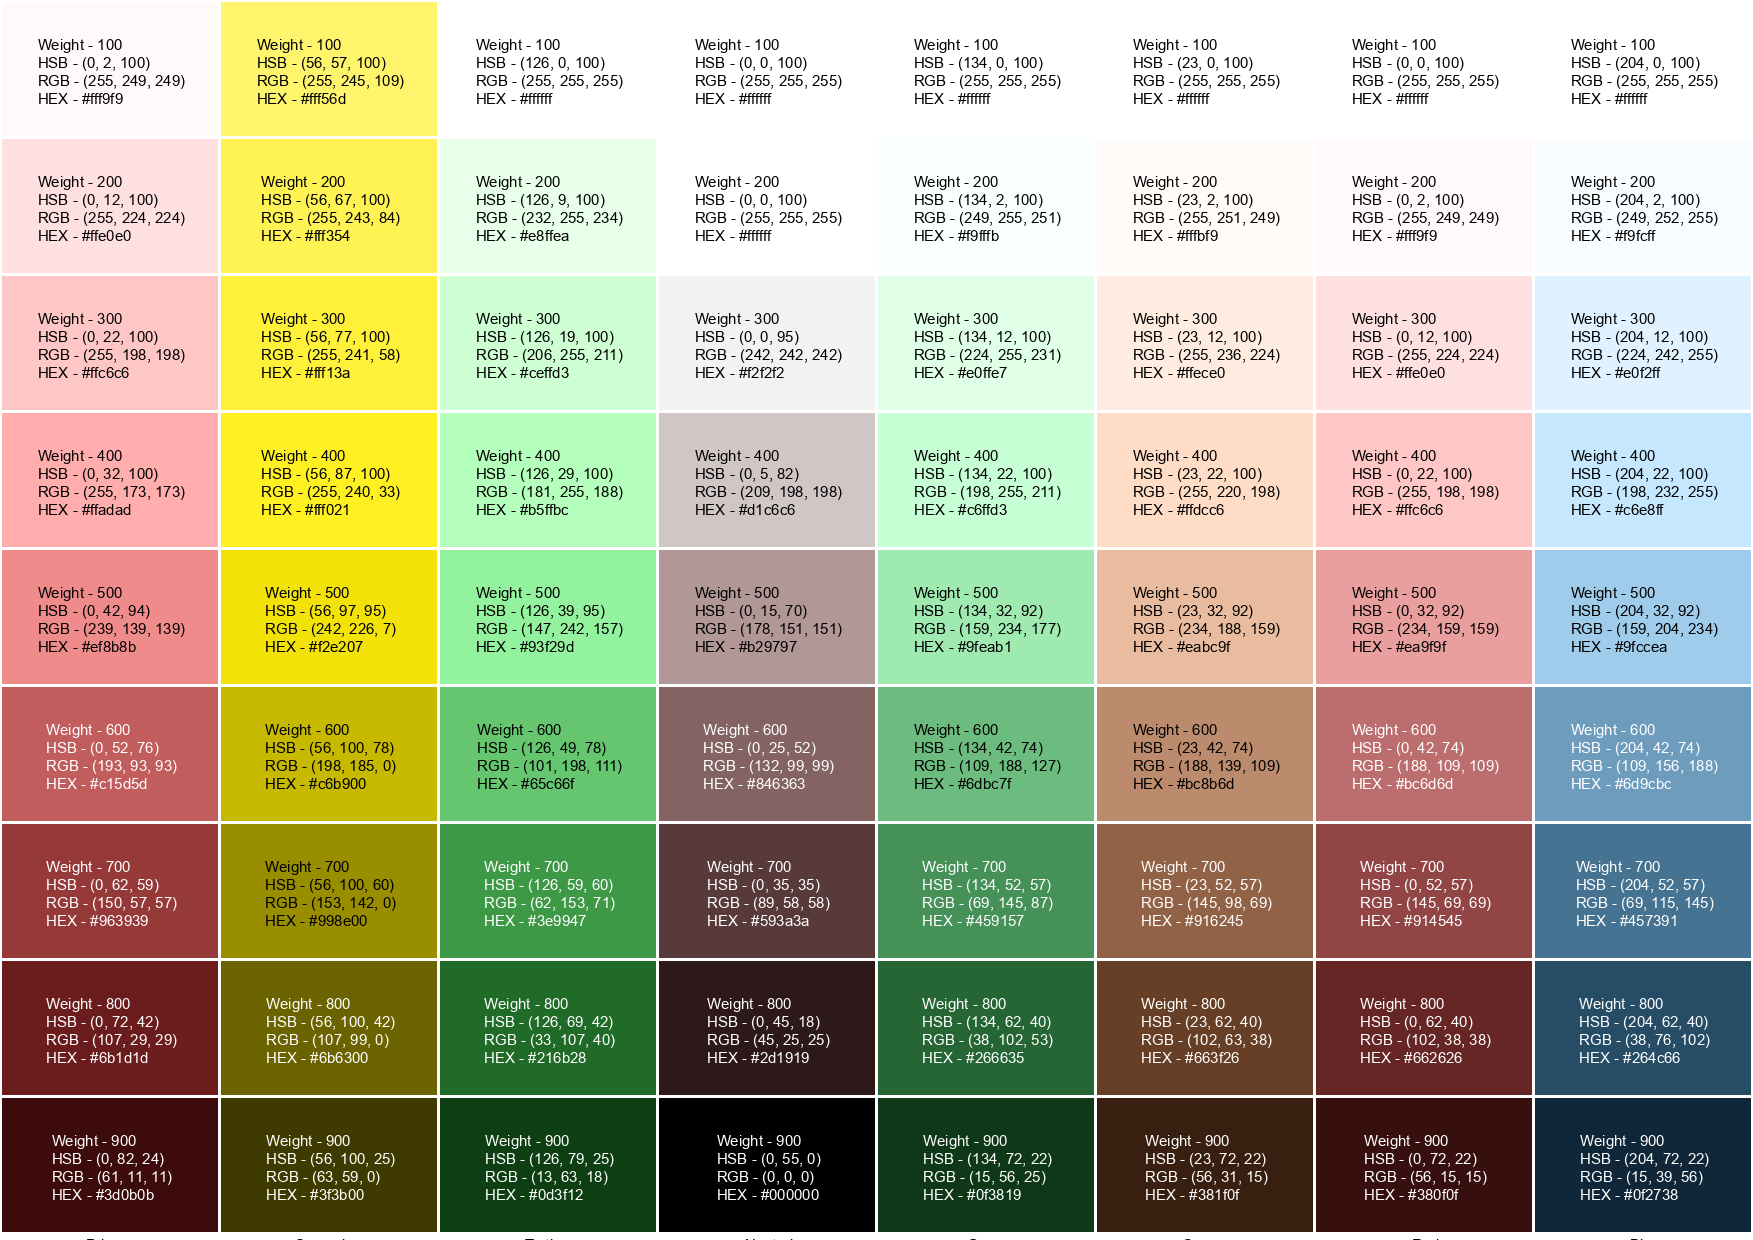 Weight - 100
HSB - (0, 2, 100)
RGB - (255, 249, 249)
HEX - #fff9f9
Weight - 100
HSB - (56, 57, 100)
RGB - (255, 245, 109)
HEX - #fff56d
Weight - 100
HSB - (126, 0, 100)
RGB - (255, 255, 255)
HEX - #ffffff
Weight - 100
HSB - (0, 0, 100)
RGB - (255, 255, 255)
HEX - #ffffff
Weight - 100
HSB - (134, 0, 100)
RGB - (255, 255, 255)
HEX - #ffffff
Weight - 100
HSB - (23, 0, 100)
RGB - (255, 255, 255)
HEX - #ffffff
Weight - 100
HSB - (0, 0, 100)
RGB - (255, 255, 255)
HEX - #ffffff
Weight - 100
HSB - (204, 0, 100)
RGB - (255, 255, 255)
HEX - #ffffff
Weight - 200
HSB - (0, 12, 100)
RGB - (255, 224, 224)
HEX - #ffe0e0
Weight - 200
HSB - (56, 67, 100)
RGB - (255, 243, 84)
HEX - #fff354
Weight - 200
HSB - (126, 9, 100)
RGB - (232, 255, 234)
HEX - #e8ffea
Weight - 200
HSB - (0, 0, 100)
RGB - (255, 255, 255)
HEX - #ffffff
Weight - 200
HSB - (134, 2, 100)
RGB - (249, 255, 251)
HEX - #f9fffb
Weight - 200
HSB - (23, 2, 100)
RGB - (255, 251, 249)
HEX - #fffbf9
Weight - 200
HSB - (0, 2, 100)
RGB - (255, 249, 249)
HEX - #fff9f9
Weight - 200
HSB - (204, 2, 100)
RGB - (249, 252, 255)
HEX - #f9fcff
Weight - 300
HSB - (0, 22, 100)
RGB - (255, 198, 198)
HEX - #ffc6c6
Weight - 300
HSB - (56, 77, 100)
RGB - (255, 241, 58)
HEX - #fff13a
Weight - 300
HSB - (126, 19, 100)
RGB - (206, 255, 211)
HEX - #ceffd3
Weight - 300
HSB - (0, 0, 95)
RGB - (242, 242, 242)
HEX - #f2f2f2
Weight - 300
HSB - (134, 12, 100)
RGB - (224, 255, 231)
HEX - #e0ffe7
Weight - 300
HSB - (23, 12, 100)
RGB - (255, 236, 224)
HEX - #ffece0
Weight - 300
HSB - (0, 12, 100)
RGB - (255, 224, 224)
HEX - #ffe0e0
Weight - 300
HSB - (204, 12, 100)
RGB - (224, 242, 255)
HEX - #e0f2ff
Weight - 400
HSB - (0, 32, 100)
RGB - (255, 173, 173)
HEX - #ffadad
Weight - 400
HSB - (56, 87, 100)
RGB - (255, 240, 33)
HEX - #fff021
Weight - 400
HSB - (126, 29, 100)
RGB - (181, 255, 188)
HEX - #b5ffbc
Weight - 400
HSB - (0, 5, 82)
RGB - (209, 198, 198)
HEX - #d1c6c6
Weight - 400
HSB - (134, 22, 100)
RGB - (198, 255, 211)
HEX - #c6ffd3
Weight - 400
HSB - (23, 22, 100)
RGB - (255, 220, 198)
HEX - #ffdcc6
Weight - 400
HSB - (0, 22, 100)
RGB - (255, 198, 198)
HEX - #ffc6c6
Weight - 400
HSB - (204, 22, 100)
RGB - (198, 232, 255)
HEX - #c6e8ff
Weight - 500
HSB - (0, 42, 94)
RGB - (239, 139, 139)
HEX - #ef8b8b
Weight - 500
HSB - (56, 97, 95)
RGB - (242, 226, 7)
HEX - #f2e207
Weight - 500
HSB - (126, 39, 95)
RGB - (147, 242, 157)
HEX - #93f29d
Weight - 500
HSB - (0, 15, 70)
RGB - (178, 151, 151)
HEX - #b29797
Weight - 500
HSB - (134, 32, 92)
RGB - (159, 234, 177)
HEX - #9feab1
Weight - 500
HSB - (23, 32, 92)
RGB - (234, 188, 159)
HEX - #eabc9f
Weight - 500
HSB - (0, 32, 92)
RGB - (234, 159, 159)
HEX - #ea9f9f
Weight - 500
HSB - (204, 32, 92)
RGB - (159, 204, 234)
HEX - #9fccea
Weight - 600
HSB - (0, 52, 76)
RGB - (193, 93, 93)
HEX - #c15d5d
Weight - 600
HSB - (56, 100, 78)
RGB - (198, 185, 0)
HEX - #c6b900
Weight - 600
HSB - (126, 49, 78)
RGB - (101, 198, 111)
HEX - #65c66f
Weight - 600
HSB - (0, 25, 52)
RGB - (132, 99, 99)
HEX - #846363
Weight - 600
HSB - (134, 42, 74)
RGB - (109, 188, 127)
HEX - #6dbc7f
Weight - 600
HSB - (23, 42, 74)
RGB - (188, 139, 109)
HEX - #bc8b6d
Weight - 600
HSB - (0, 42, 74)
RGB - (188, 109, 109)
HEX - #bc6d6d
Weight - 600
HSB - (204, 42, 74)
RGB - (109, 156, 188)
HEX - #6d9cbc
Weight - 700
HSB - (0, 62, 59)
RGB - (150, 57, 57)
HEX - #963939
Weight - 700
HSB - (56, 100, 60)
RGB - (153, 142, 0)
HEX - #998e00
Weight - 700
HSB - (126, 59, 60)
RGB - (62, 153, 71)
HEX - #3e9947
Weight - 700
HSB - (0, 35, 35)
RGB - (89, 58, 58)
HEX - #593a3a
Weight - 700
HSB - (134, 52, 57)
RGB - (69, 145, 87)
HEX - #459157
Weight - 700
HSB - (23, 52, 57)
RGB - (145, 98, 69)
HEX - #916245
Weight - 700
HSB - (0, 52, 57)
RGB - (145, 69, 69)
HEX - #914545
Weight - 700
HSB - (204, 52, 57)
RGB - (69, 115, 145)
HEX - #457391
Weight - 800
HSB - (0, 72, 42)
RGB - (107, 29, 29)
HEX - #6b1d1d
Weight - 800
HSB - (56, 100, 42)
RGB - (107, 99, 0)
HEX - #6b6300
Weight - 800
HSB - (126, 69, 42)
RGB - (33, 107, 40)
HEX - #216b28
Weight - 800
HSB - (0, 45, 18)
RGB - (45, 25, 25)
HEX - #2d1919
Weight - 800
HSB - (134, 62, 40)
RGB - (38, 102, 53)
HEX - #266635
Weight - 800
HSB - (23, 62, 40)
RGB - (102, 63, 38)
HEX - #663f26
Weight - 800
HSB - (0, 62, 40)
RGB - (102, 38, 38)
HEX - #662626
Weight - 800
HSB - (204, 62, 40)
RGB - (38, 76, 102)
HEX - #264c66
Weight - 900
HSB - (0, 82, 24)
RGB - (61, 11, 11)
HEX - #3d0b0b
Weight - 900
HSB - (56, 100, 25)
RGB - (63, 59, 0)
HEX - #3f3b00
Weight - 900
HSB - (126, 79, 25)
RGB - (13, 63, 18)
HEX - #0d3f12
Weight - 900
HSB - (0, 55, 0)
RGB - (0, 0, 0)
HEX - #000000
Weight - 900
HSB - (134, 72, 22)
RGB - (15, 56, 25)
HEX - #0f3819
Weight - 900
HSB - (23, 72, 22)
RGB - (56, 31, 15)
HEX - #381f0f
Weight - 900
HSB - (0, 72, 22)
RGB - (56, 15, 15)
HEX - #380f0f
Weight - 900
HSB - (204, 72, 22)
RGB - (15, 39, 56)
HEX - #0f2738